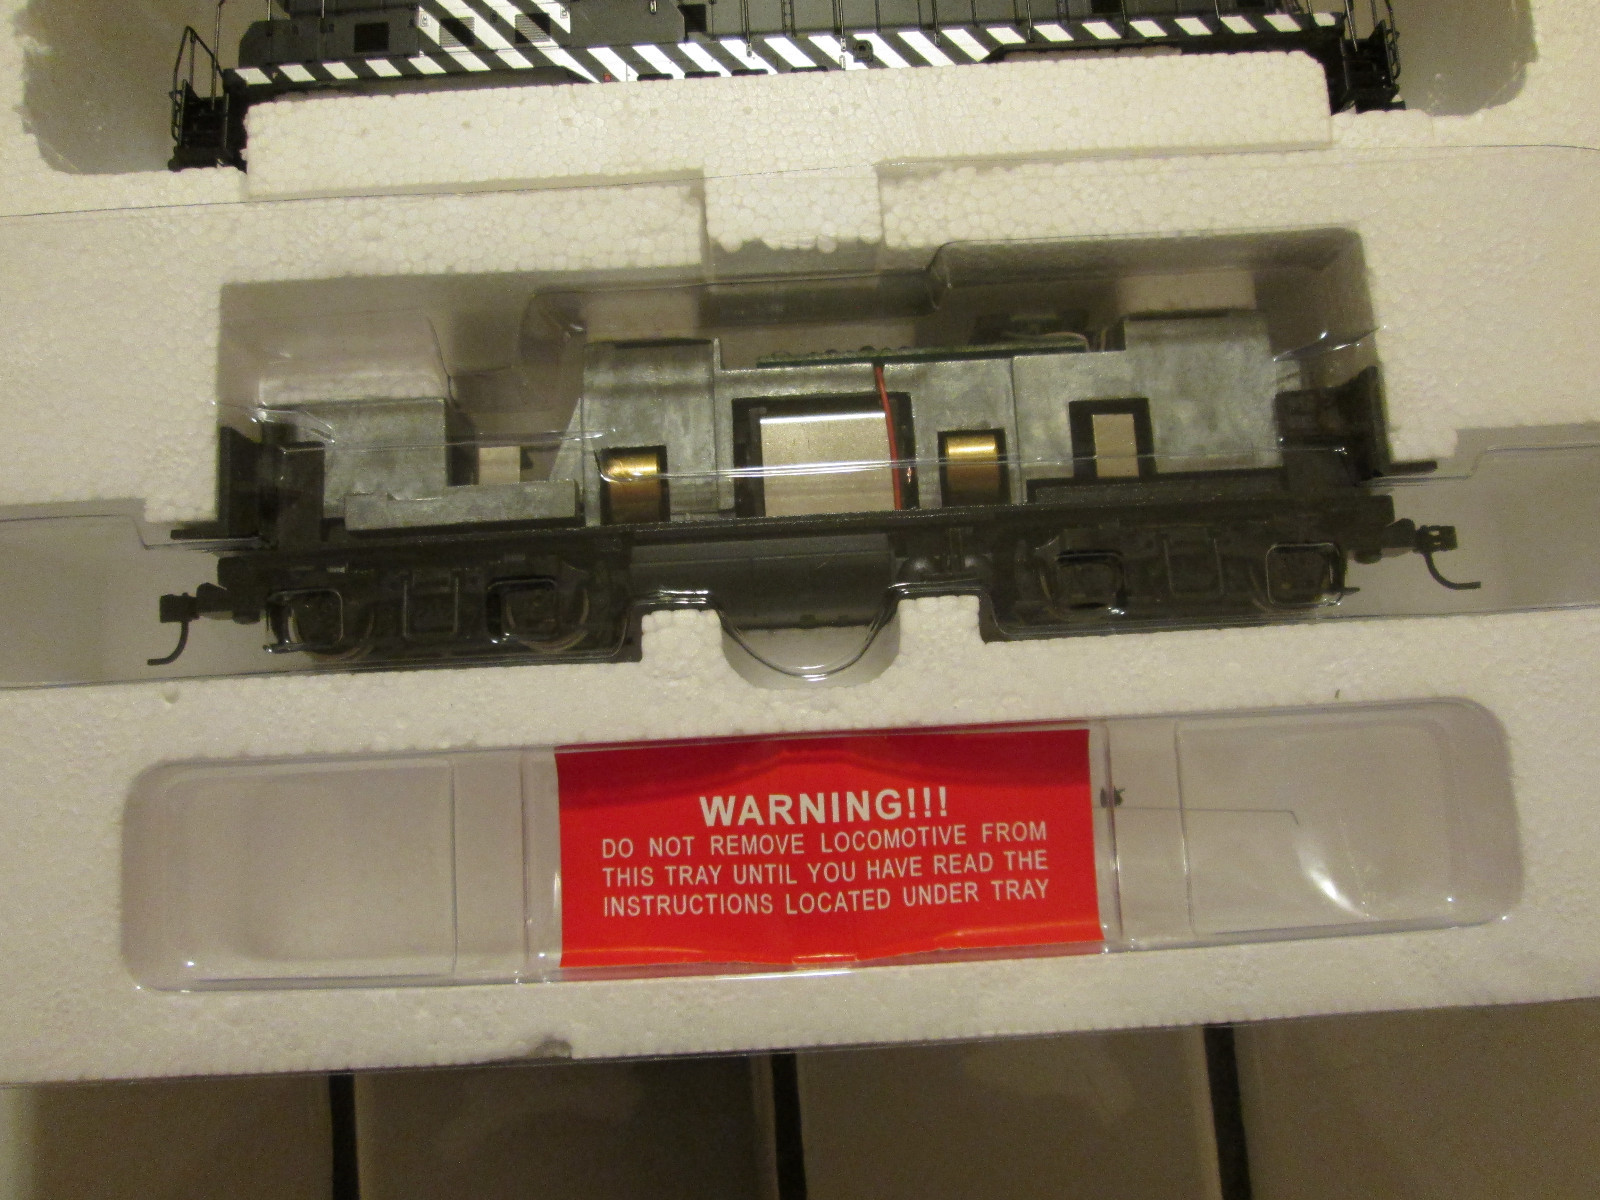 WARNING!!!
DO NOT REMOVE LOCOMOTIVE FROM
THIS TRAY UNTIL YOU HAVE READ THE
INSTRUCTIONS LOCATED UNDER TRAY